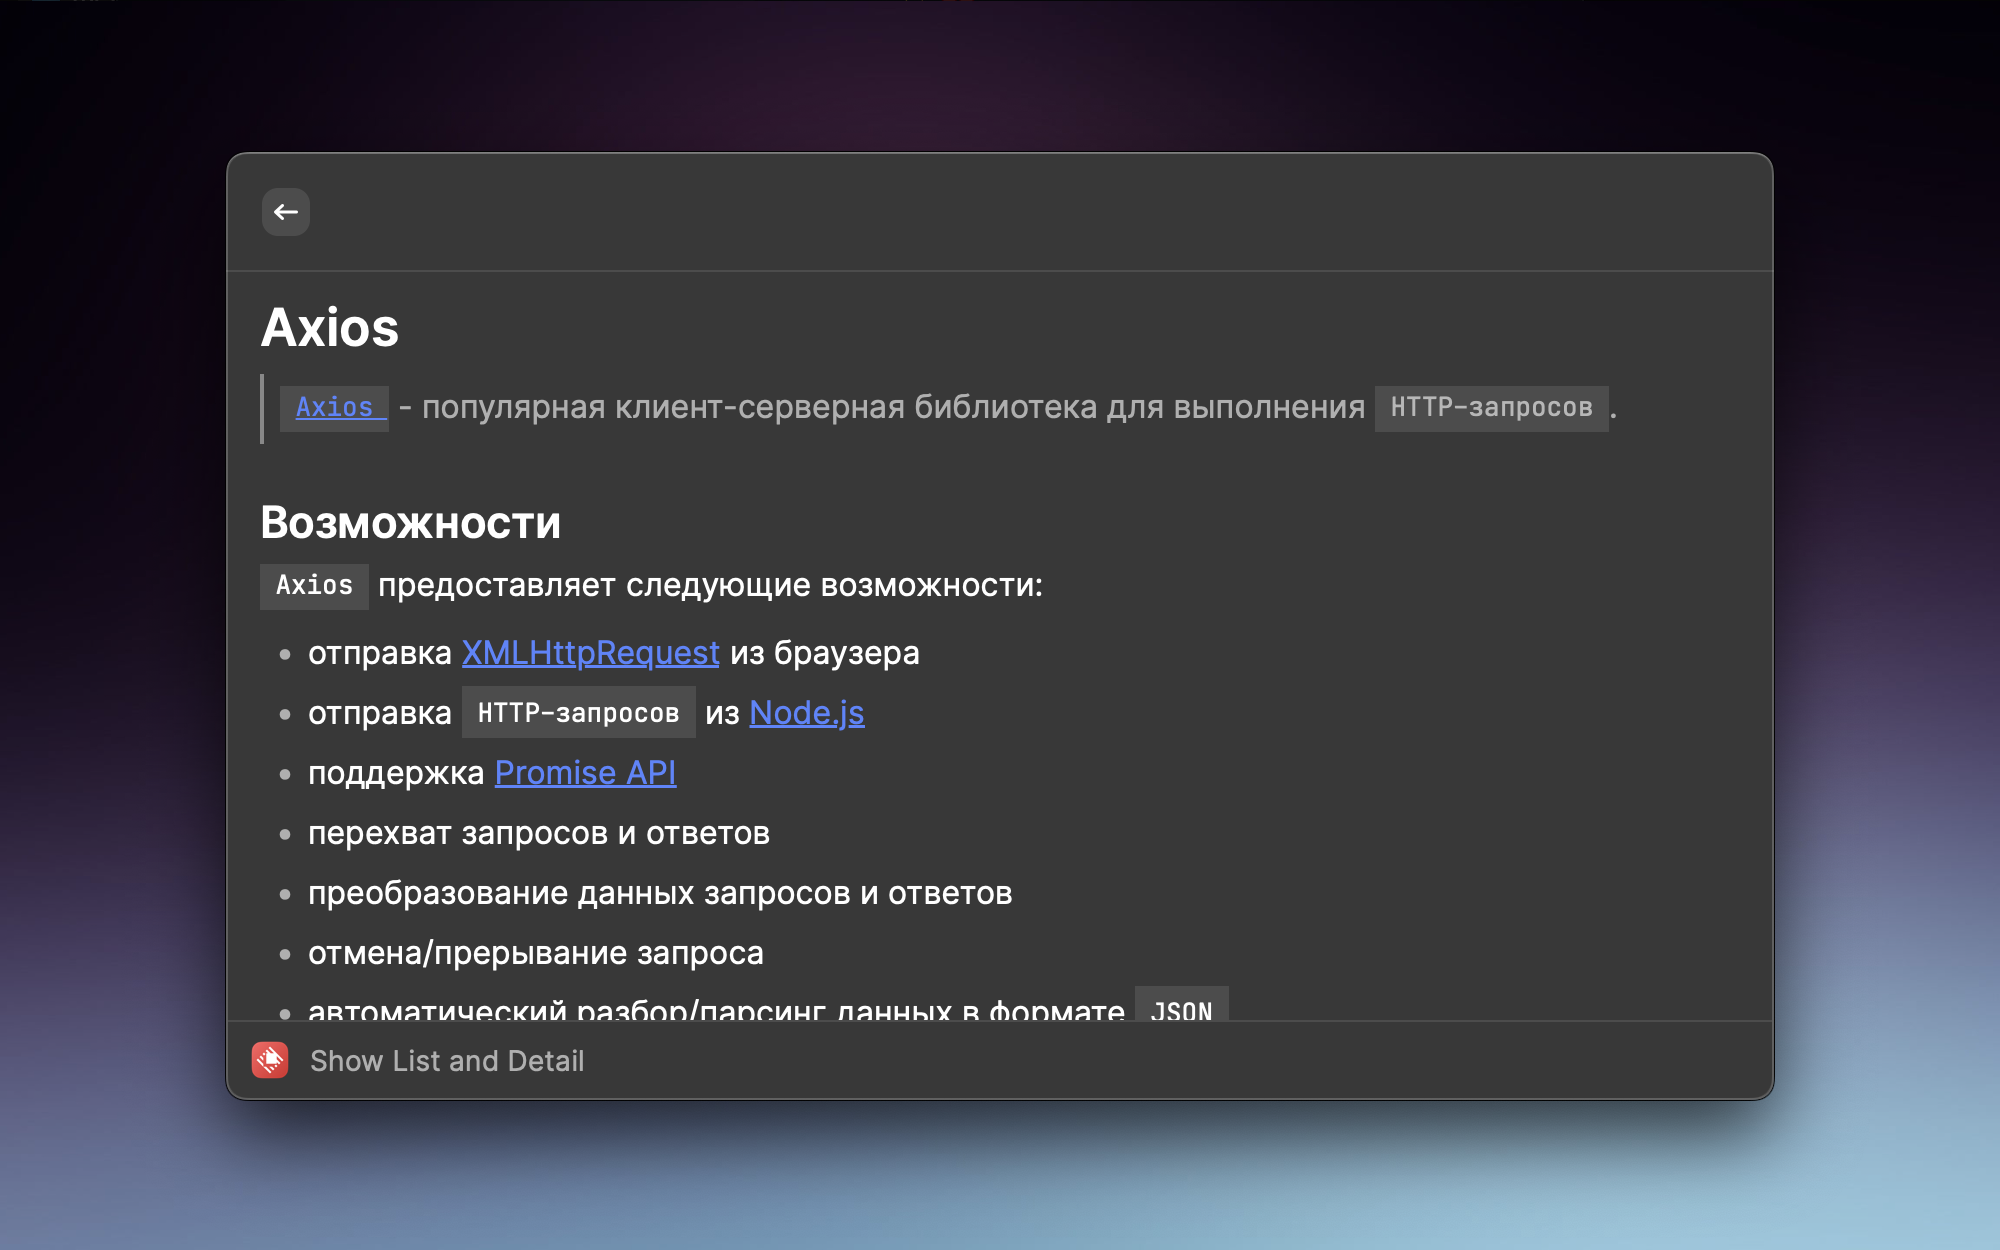 Axios
Axios - популярная клиент-серверная библиотека для выполнения HTTP-запросов.
Возможности
Axios предоставляет следующие возможности:
отправка XMLHttpRequest из браузера
отправка HTTP-запросов из Node.js
поддержка Promise API
перехват запросов и ответов
преобразование данных запросов и ответов
отмена/прерывание запроса
автоматический разбор/парсинг данных в формате JSON
Show List and Detail